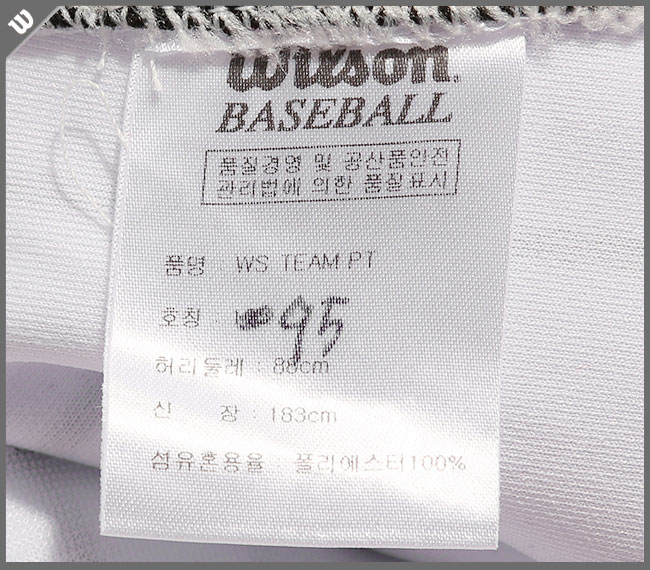 W
Wilson.
BASEBALL
품질경영 및 공산품안전
관리법에 의한 품질표시
품명 : WS TEAM PT
호칭 : 95
허리둘레 : 88cm
신 장 : 183cm
섬유혼용율 : 폴리에스터100%